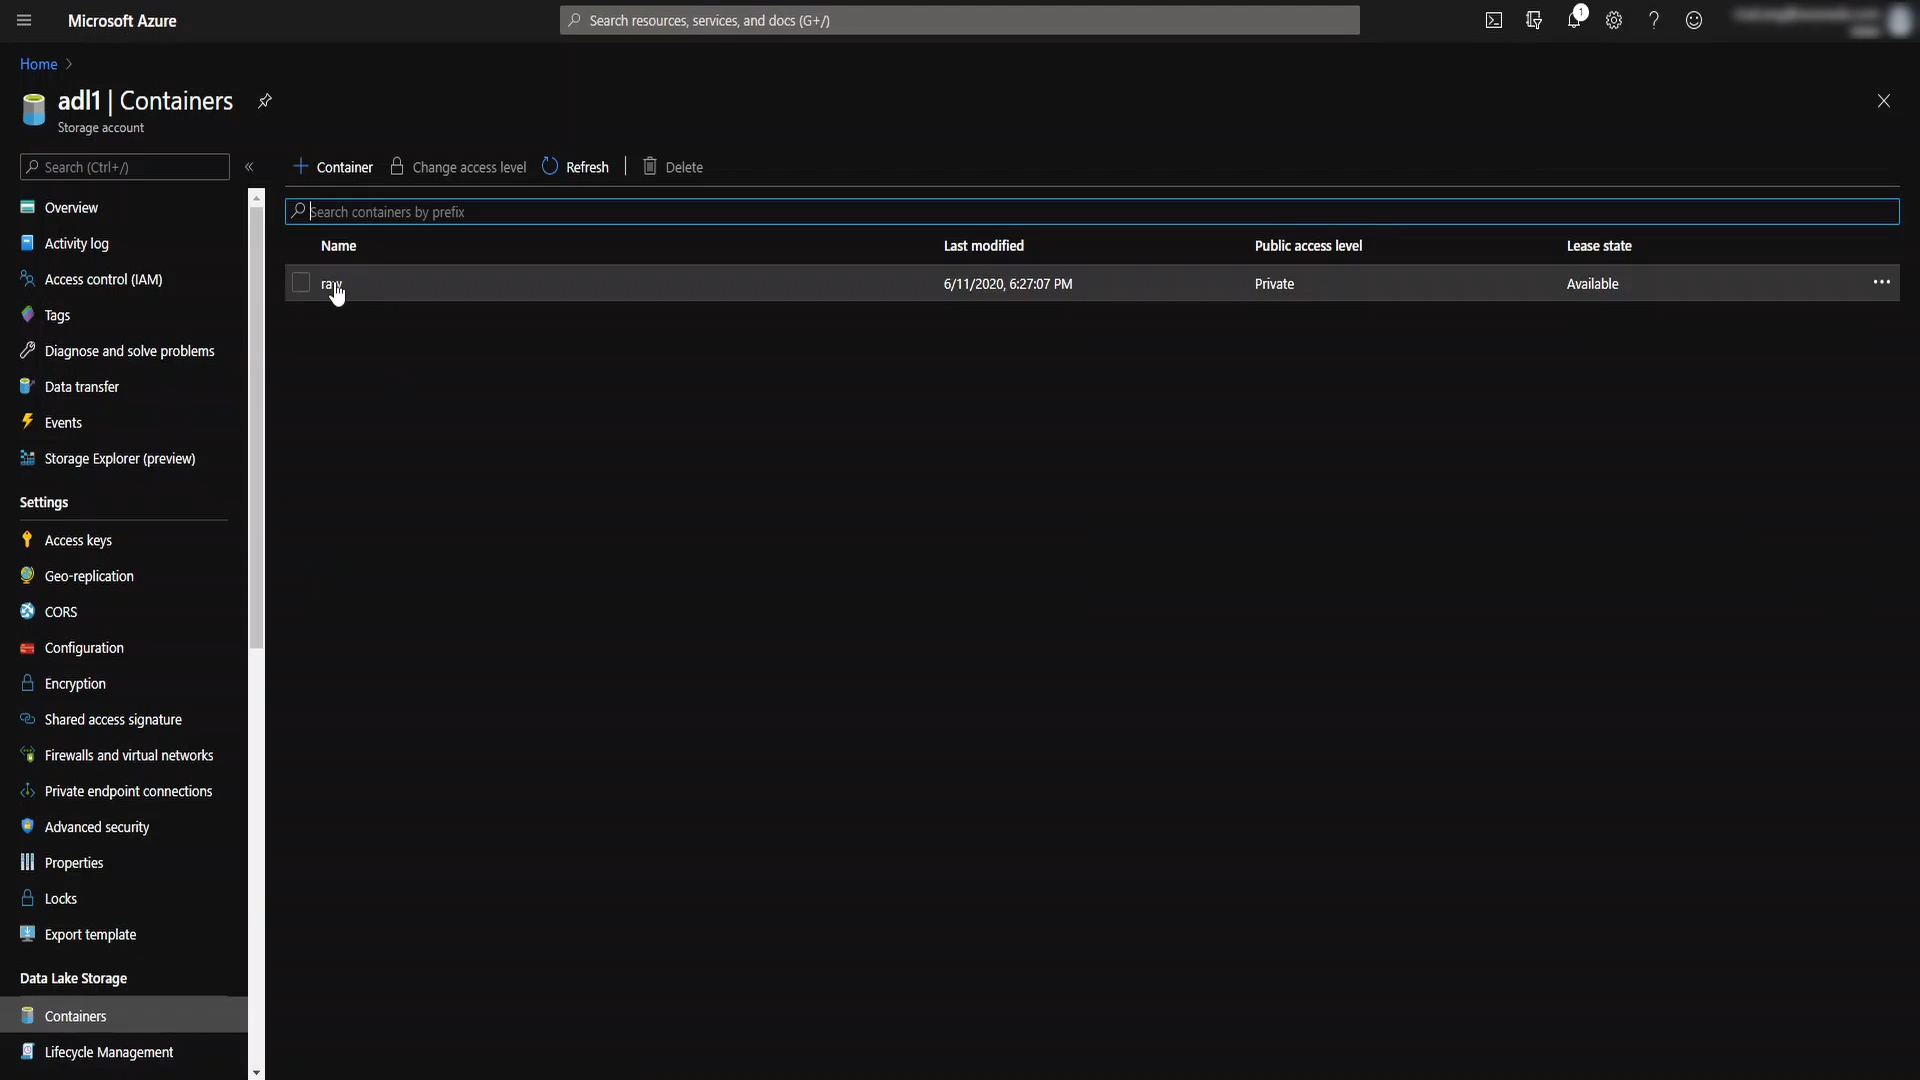 Microsoft Azure
Search resources, services, and docs (G+/)
1
Home
adl1 | Containers
Storage account
Search (Ctrl+/)
Container
Change access level
Refresh
Delete
Overview
Search containers by prefix
Activity log
Name
Last modified
Public access level
Lease state
Access control (IAM)
raw
6/11/2020, 6:27:07 PM
Private
Available
Tags
Diagnose and solve problems
Data transfer
Events
Storage Explorer (preview)
Settings
Access keys
Geo-replication
CORS
Configuration
Encryption
Shared access signature
Firewalls and virtual networks
Private endpoint connections
Advanced security
Properties
Locks
Export template
Data Lake Storage
Containers
Lifecycle Management